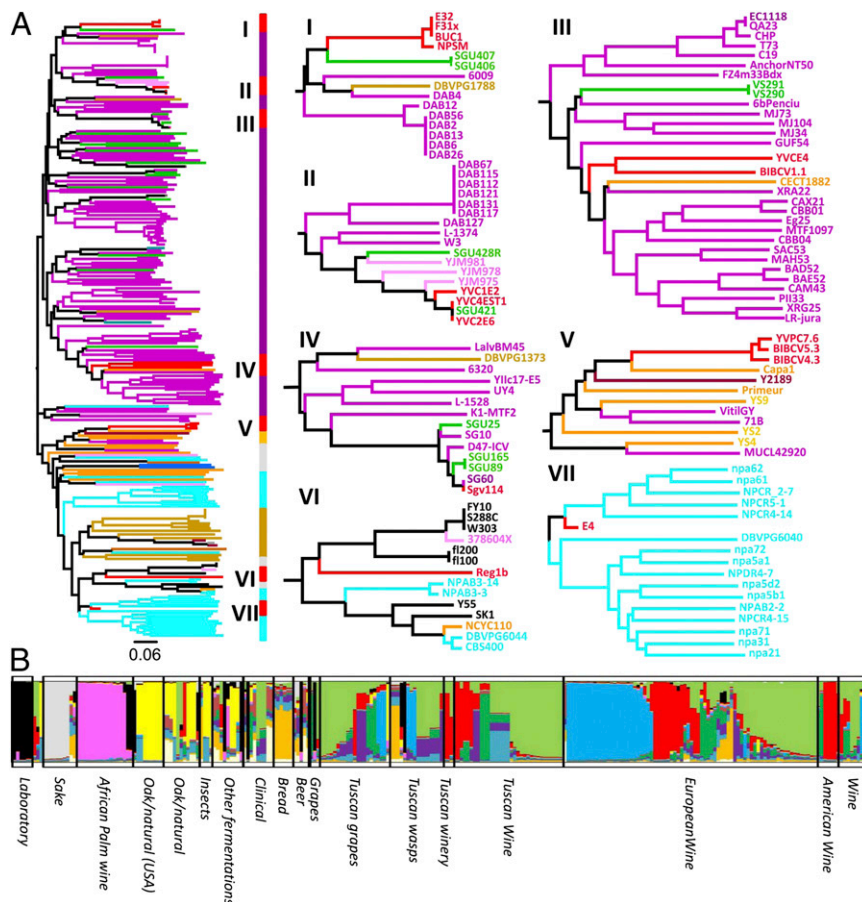 A
I
II
III
IV
V
VI
VII
0.06
I
E32
F31x
BUC1
NPSM
SGU407
SGU406
6009
DBVPG1788
DAB4
DAB12
DAB56
DAB2
DAB13
DAB6
DAB26
II
DAB67
DAB115
DAB112
DAB121
DAB131
DAB117
DAB127
L-1374
W3
SGU428R
YJM981
YJM978
YJM975
YVC1E2
YVC4EST1
SGU421
YVC2E6
IV
LalvBM45
DBVPG1373
6320
YIIc17-E5
UY4
L-1528
K1-MTF2
SGU25
SG10
D47-ICV
SGU165
SGU89
SG60
Sgv114
VI
FY10
S288C
W303
378604X
fl200
fl100
Reg1b
NPAB3-14
NPAB3-3
Y55
SK1
NCYC110
DBVPG6044
CBS400
III
EC1118
QA23
CHP
T73
C19
AnchorNT50
FZ4m33Bdx
VS291
VS290
6bPenciu
MJ73
MJ104
MJ34
GUF54
YVCE4
BIBCV1.1
CECT1882
XRA22
CAX21
CBB01
Eg25
MTF1097
CBB04
SAC53
MAH53
BAD52
BAE52
CAM43
PII33
XRG25
LR-jura
V
YVPC7.6
BIBCV5.3
BIBCV4.3
Capa1
Y2189
Primeur
YS9
VitilGY
71B
YS2
YS4
MUCL42920
VII
npa62
npa61
NPCR_2-7
NPCR5-1
NPCR4-14
E4
DBVPG6040
npa72
npa5a1
NPDR4-7
npa5d2
npa5b1
NPAB2-2
NPCR4-15
npa71
npa31
npa21
B
Laboratory
Sake
African Palm wine
Oak/natural (USA)
Oak/natural
Insects
Other fermentations
Clinical
Bread
Beer
Grapes
Tuscan grapes
Tuscan wasps
Tuscan winery
Tuscan Wine
EuropeanWine
American Wine
Wine